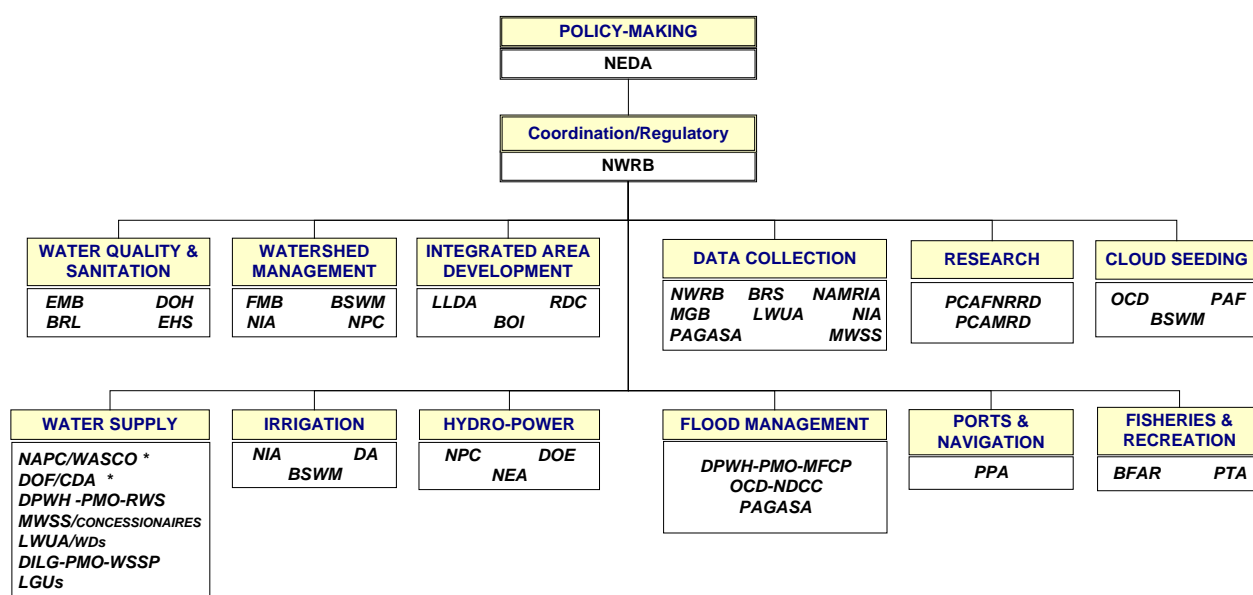 POLICY-MAKING
NEDA
Coordination/Regulatory
NWRB
WATER QUALITY &
SANITATION
EMB DOH
BRL EHS
WATERSHED
MANAGEMENT
FMB BSWM
NIA NPC
INTEGRATED AREA
DEVELOPMENT
LLDA RDC
BOI
DATA COLLECTION
NWRB BRS NAMRIA
MGB LWUA NIA
PAGASA MWSS
RESEARCH
PCAFNRRD
PCAMRD
CLOUD SEEDING
OCD PAF
BSWM
WATER SUPPLY
NAPC/WASCO *
DOF/CDA *
DPWH -PMO-RWS
MWSS/CONCESSIONAIRES
LWUA/WDs
DILG-PMO-WSSP
LGUs
IRRIGATION
NIA DA
BSWM
HYDRO-POWER
NPC DOE
NEA
FLOOD MANAGEMENT
DPWH-PMO-MFCP
OCD-NDCC
PAGASA
PORTS &
NAVIGATION
PPA
FISHERIES &
RECREATION
BFAR PTA